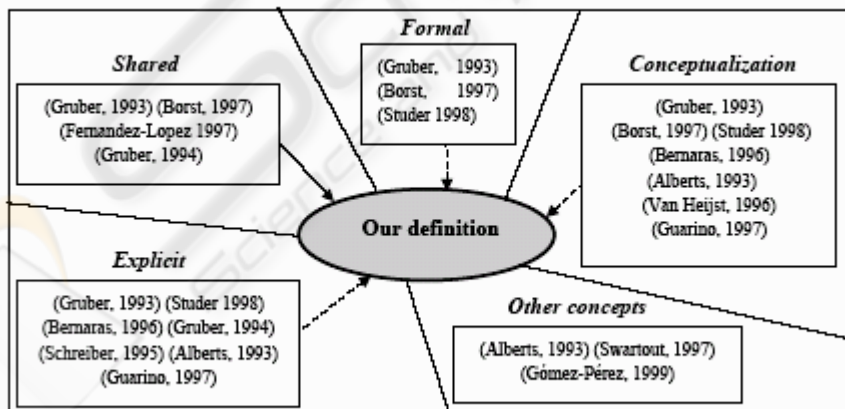 Formal
(Gruber, 1993)
(Borst, 1997)
(Studer 1998)
Shared
(Gruber, 1993) (Borst, 1997)
(Fernandez-Lopez 1997)
(Gruber, 1994)
Conceptualization
(Gruber, 1993)
(Borst, 1997) (Studer 1998)
(Bernaras, 1996)
(Alberts, 1993)
(Van Heijst, 1996)
(Guarino, 1997)
Our definition
Explicit
(Gruber, 1993) (Studer 1998)
(Bernaras, 1996) (Gruber, 1994)
(Schreiber, 1995) (Alberts, 1993)
(Guarino, 1997)
Other concepts
(Alberts, 1993) (Swartout, 1997)
(Gómez-Pérez, 1999)